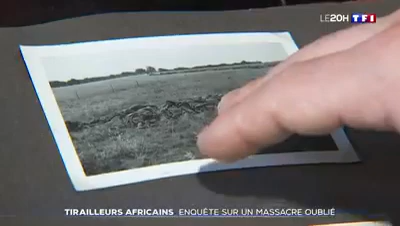 LE20H TF1
TIRAILLEURS AFRICAINS ENQUÊTE SUR UN MASSACRE OUBLIÉ